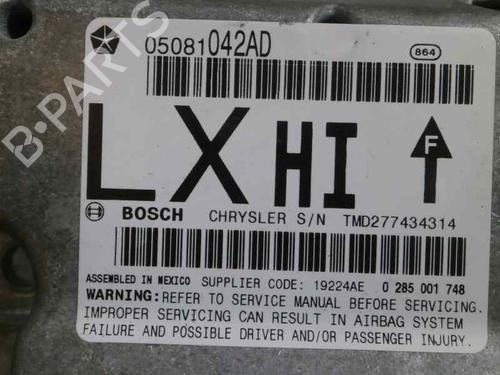 05081042AD 864
LX HI F
BOSCH CHRYSLER S/N TMD277434314
ASSEMBLED IN MEXICO SUPPLIER CODE: 19224AE 0 285 001 748
WARNING: REFER TO SERVICE MANUAL BEFORE SERVICING.
IMPROPER SERVICING CAN RESULT IN AIRBAG SYSTEM
FAILURE AND POSSIBLE DRIVER AND/OR PASSENGER INJURY.
B-PARTS